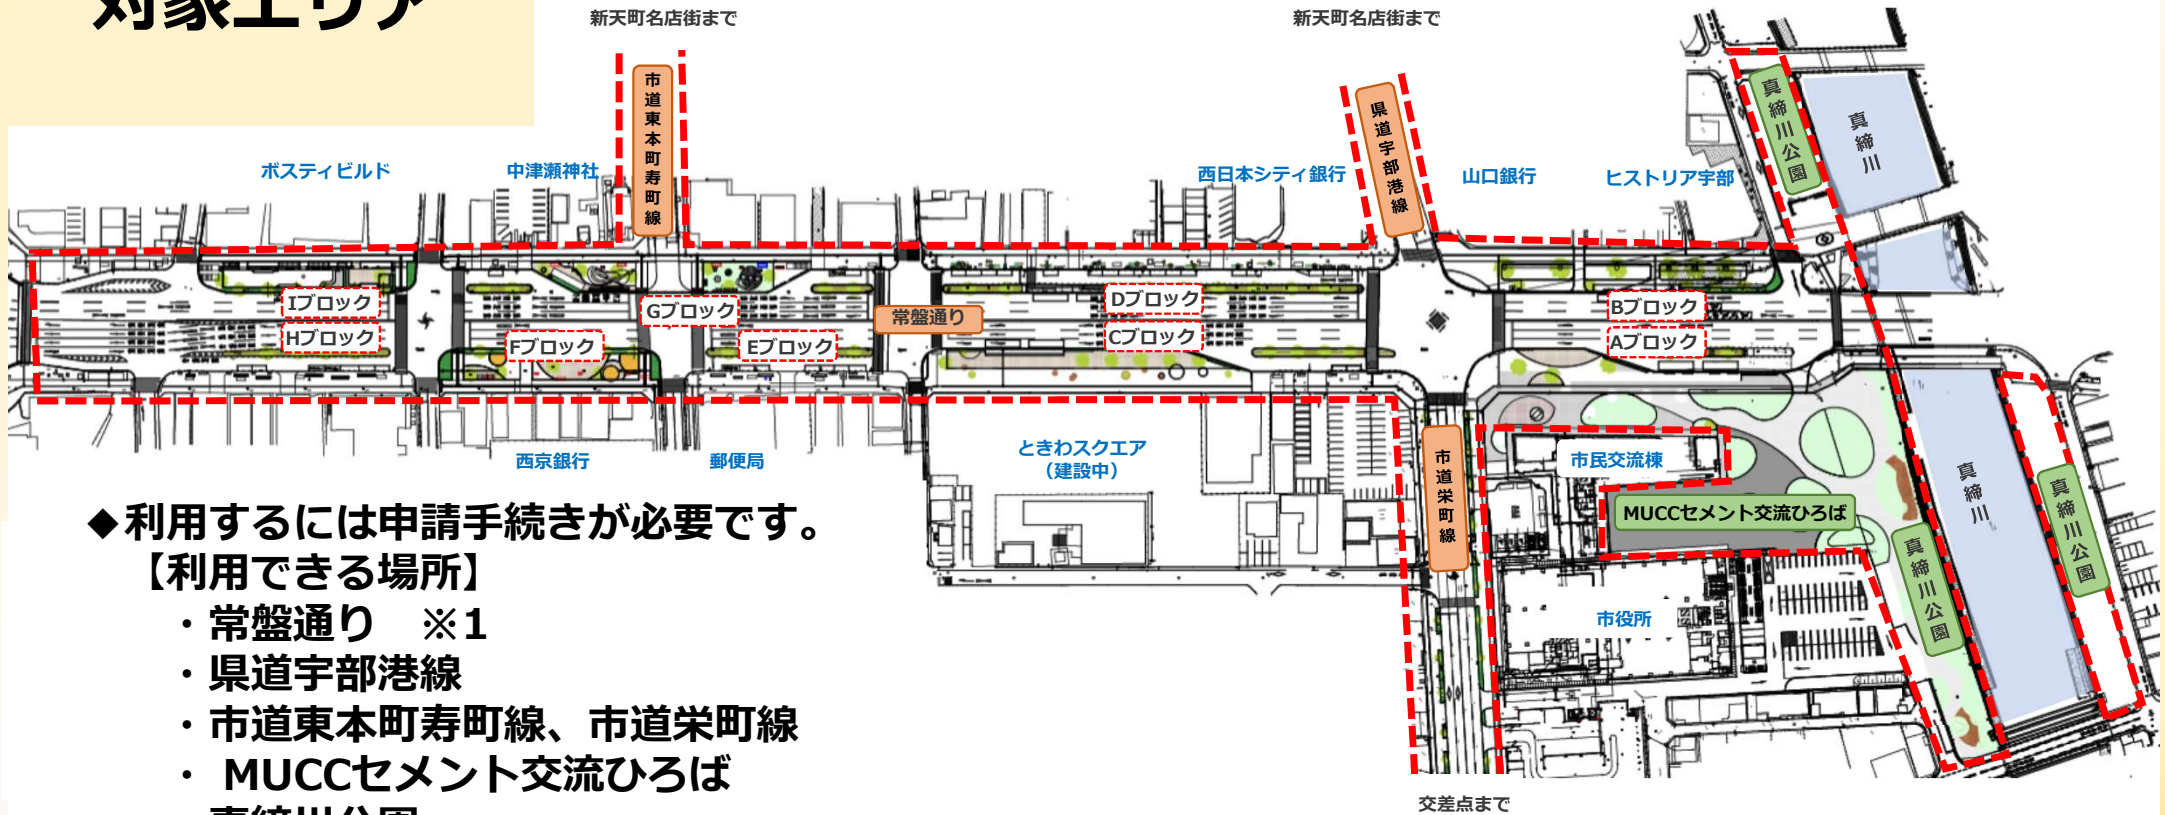 対象エリア
新天町名店街まで
新天町名店街まで
市道東本町寿町線
県道宇部港線
真締川公園
真締川
ボスティビルド
中津瀬神社
西日本シティ銀行
山口銀行
ヒストリア宇部
Iブロック
Hブロック
Gブロック
Fブロック
Eブロック
常盤通り
Dブロック
Cブロック
Bブロック
Aブロック
西京銀行
郵便局
ときわスクエア
（建設中）
市道栄町線
市民交流棟
MUCCセメント交流ひろば
市役所
真締川公園
真締川
真締川公園
交差点まで
◆利用するには申請手続きが必要です。
【利用できる場所】
・常盤通り　※1
・県道宇部港線
・市道東本町寿町線、市道栄町線
・ MUCCセメント交流ひろば
・真締川公園